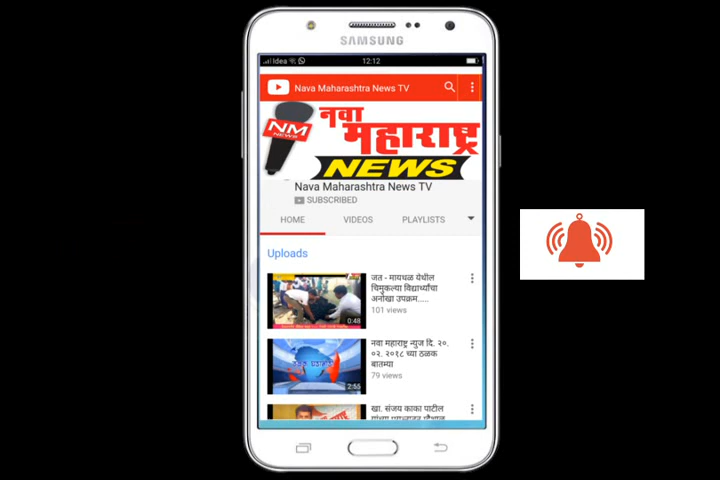 SAMSUNG
Idea
12:12
Nava Maharashtra News TV
NM
NEWS
नवा
महाराष्ट्र
NEWS
Nava Maharashtra News TV
SUBSCRIBED
HOME VIDEOS PLAYLISTS
Uploads
जत - मायथळ येथील
चिमुकल्या विद्यार्थ्यांचा
अनोखा उपक्रम.....
101 views
0:48
नवा महाराष्ट्र न्युज दि. २०.
०२. २०१८ च्या ठळक
बातम्या
79 views
2:55
खा. संजय काका पाटील